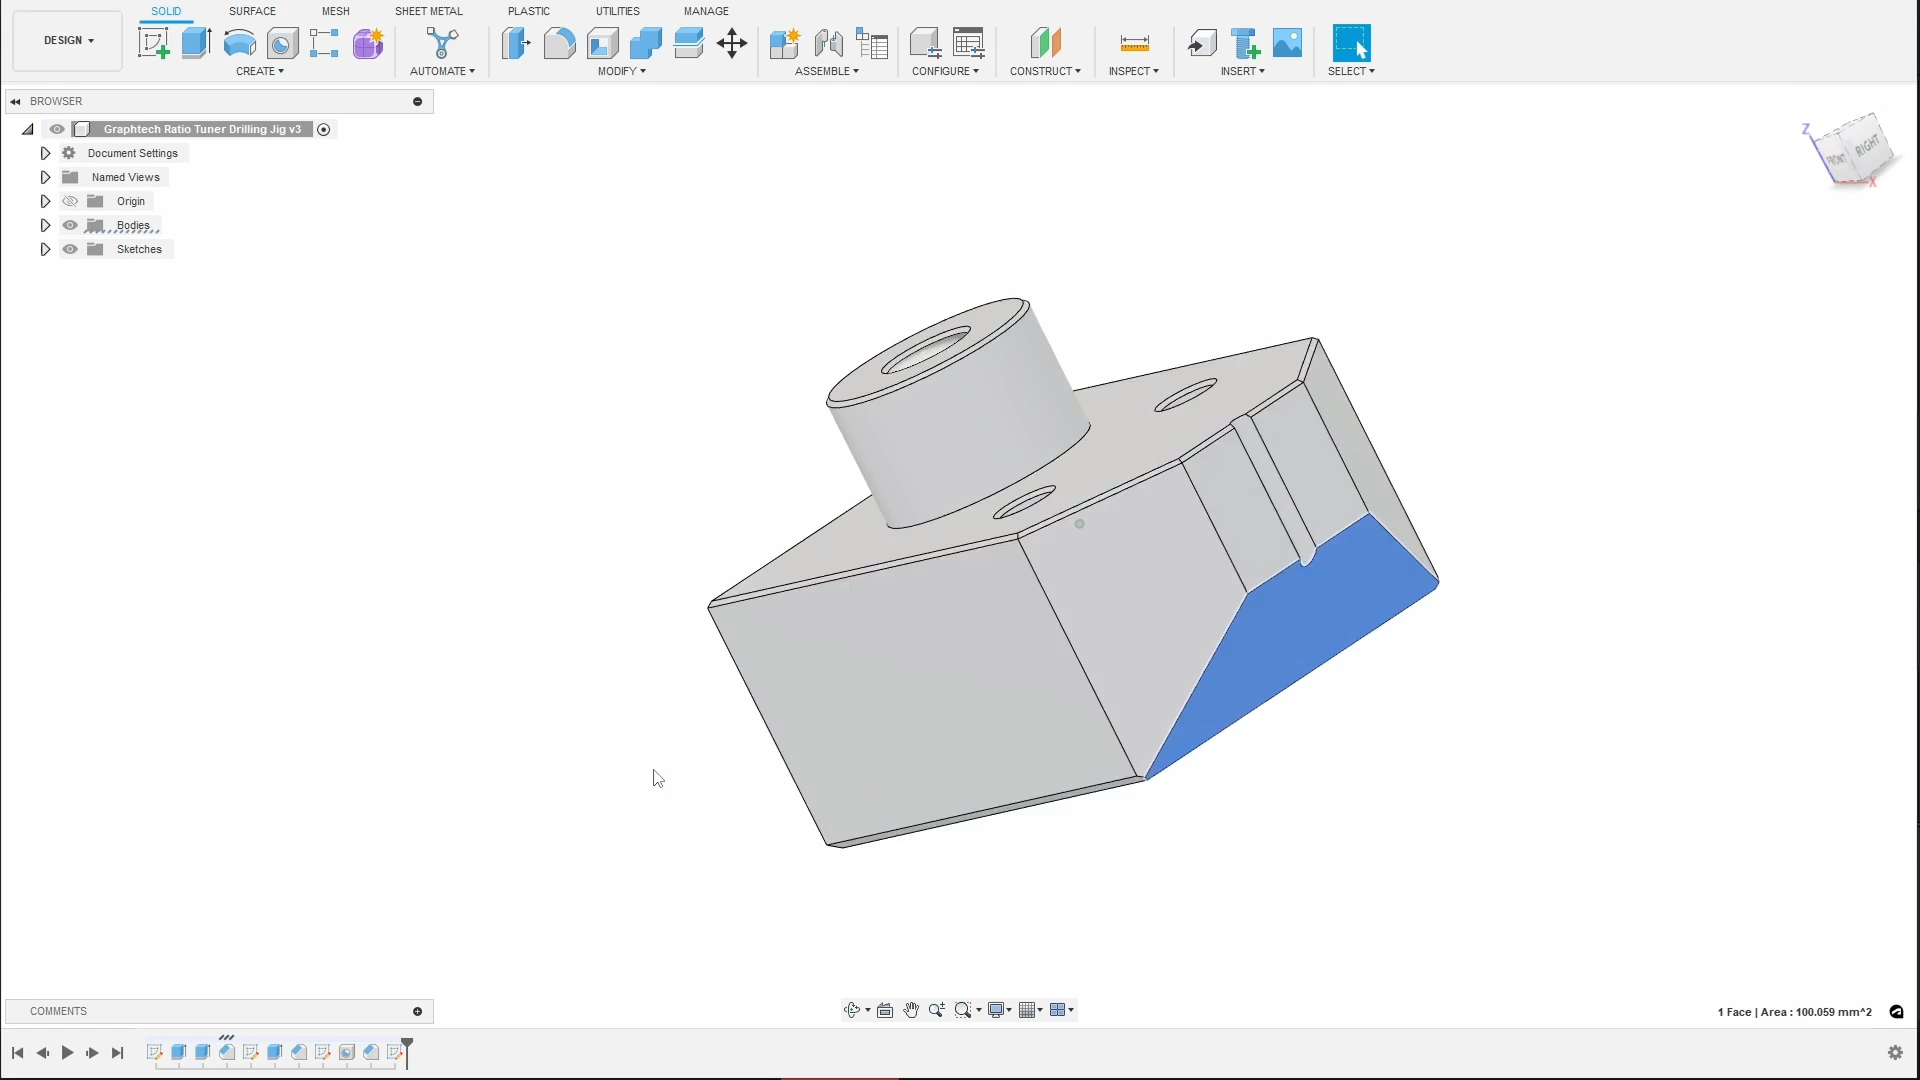 SOLID SURFACE MESH SHEET METAL PLASTIC UTILITIES MANAGE
DESIGN
CREATE AUTOMATE MODIFY ASSEMBLE CONFIGURE CONSTRUCT INSPECT INSERT SELECT
BROWSER
Graphtech Ratio Tuner Drilling Jig v3
Document Settings
Named Views
Origin
Bodies
Sketches
Z
FRONT
RIGHT
X
COMMENTS
1 Face | Area : 100.059 mm^2